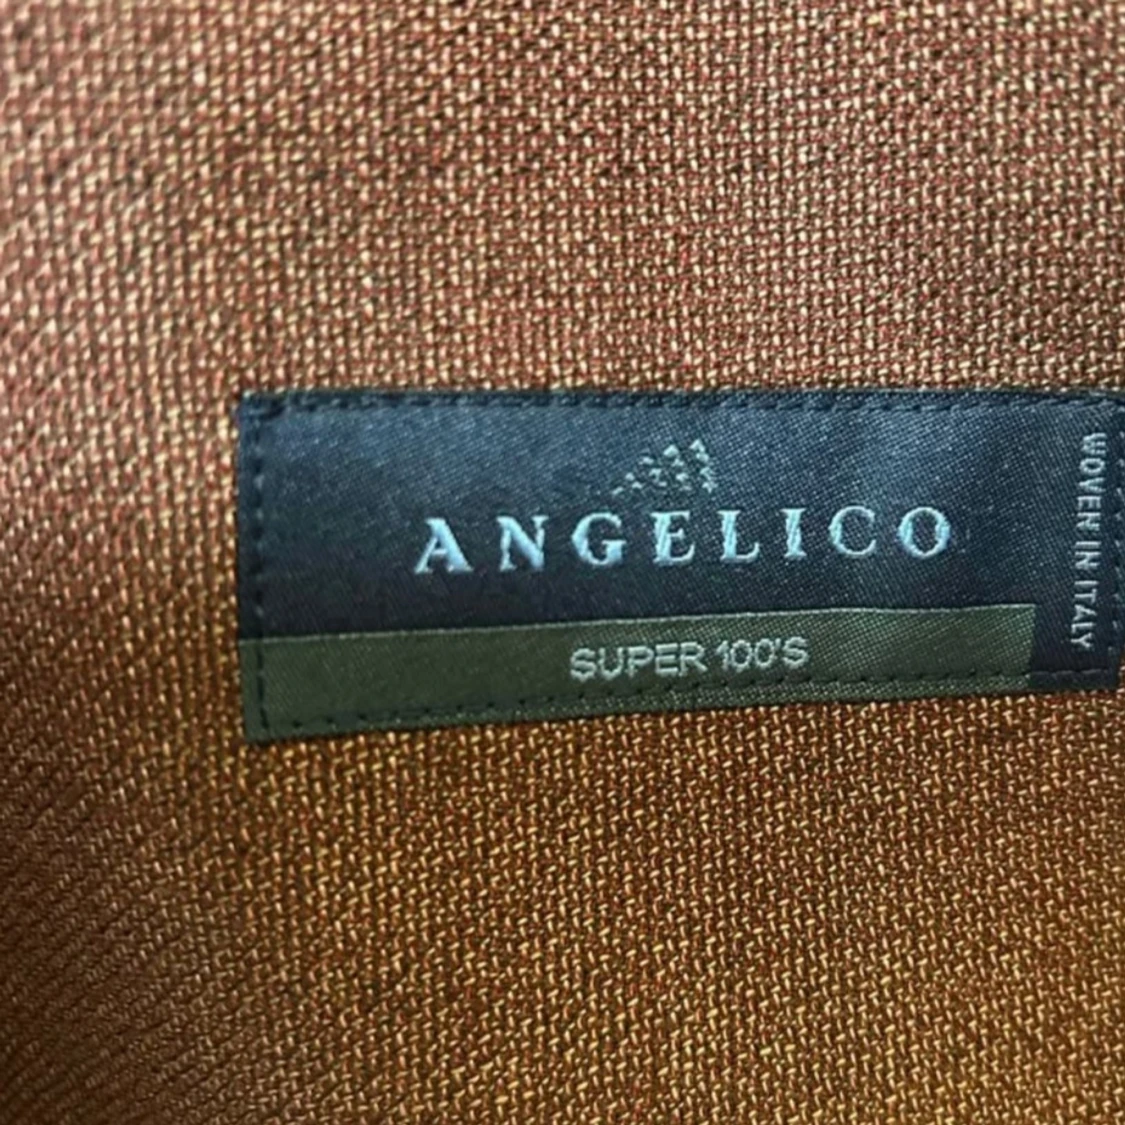 ANGELICO
SUPER 100'S
WOVEN IN ITALY